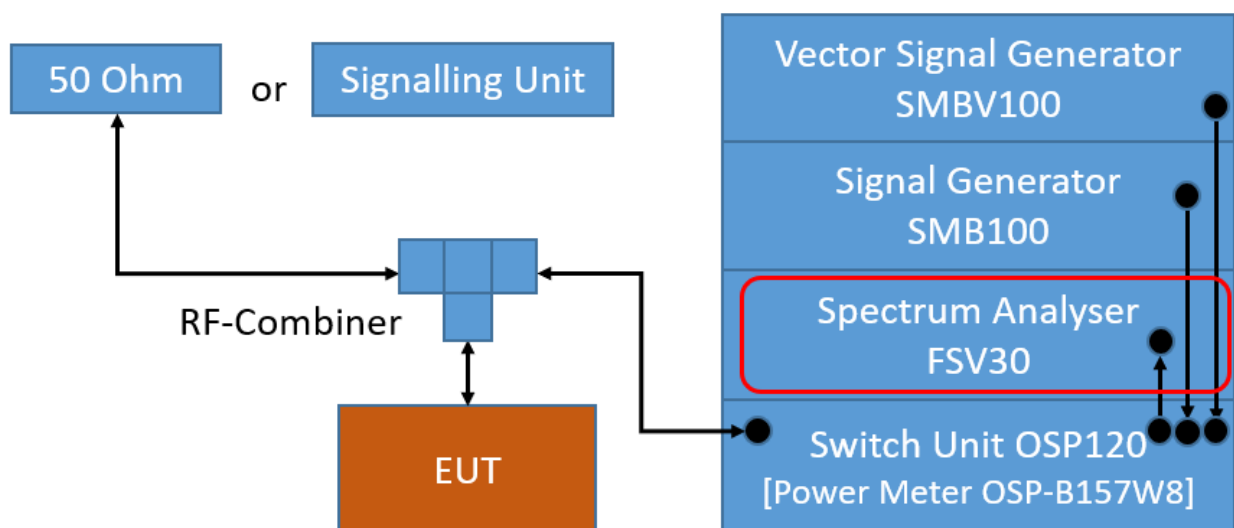 50 Ohm
or
Signalling Unit
RF-Combiner
EUT
Vector Signal Generator
SMBV100
Signal Generator
SMB100
Spectrum Analyser
FSV30
Switch Unit OSP120
[Power Meter OSP-B157W8]